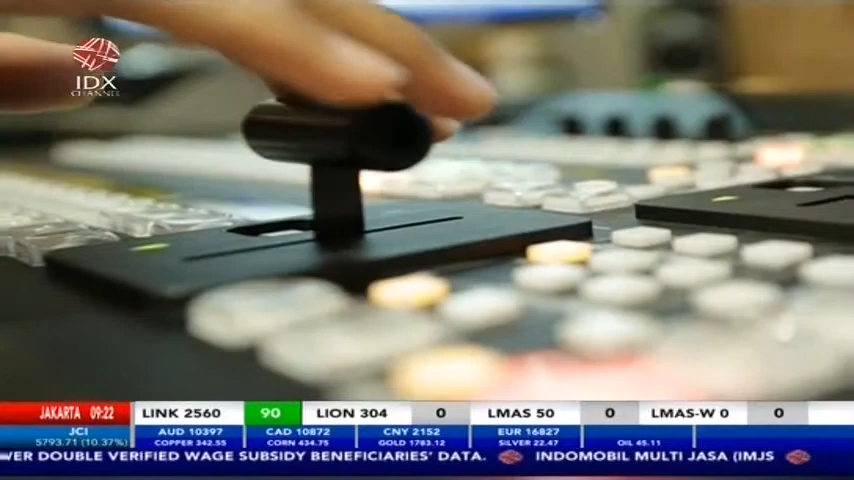 IDX
CHANNEL
JAKARTA 09:22 LINK 2560 90 LION 304 0 LMAS 50 0 LMAS-W 0 0
JCI AUD 10397 CAD 10872 CNY 2152 EUR 16827
5793.71 (10.37%) COPPER 342.55 CORN 434.75 GOLD 1783.12 SILVER 22.47 OIL 45.11
WER DOUBLE VERIFIED WAGE SUBSIDY BENEFICIARIES' DATA. INDOMOBIL MULTI JASA (IMJS